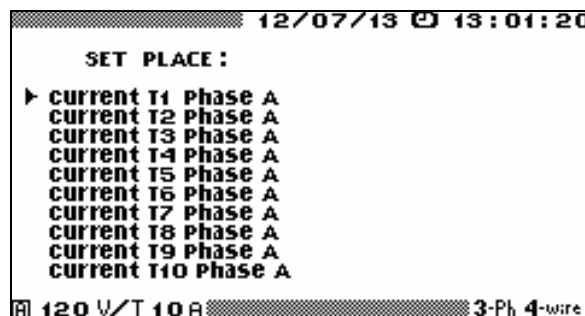 12/07/13 13:01:20
SET PLACE:
current T1 Phase A
current T2 Phase A
current T3 Phase A
current T4 Phase A
current T5 Phase A
current T6 Phase A
current T7 Phase A
current T8 Phase A
current T9 Phase A
current T10 Phase A
A 120 V/T 10 A 3-Ph 4-wire